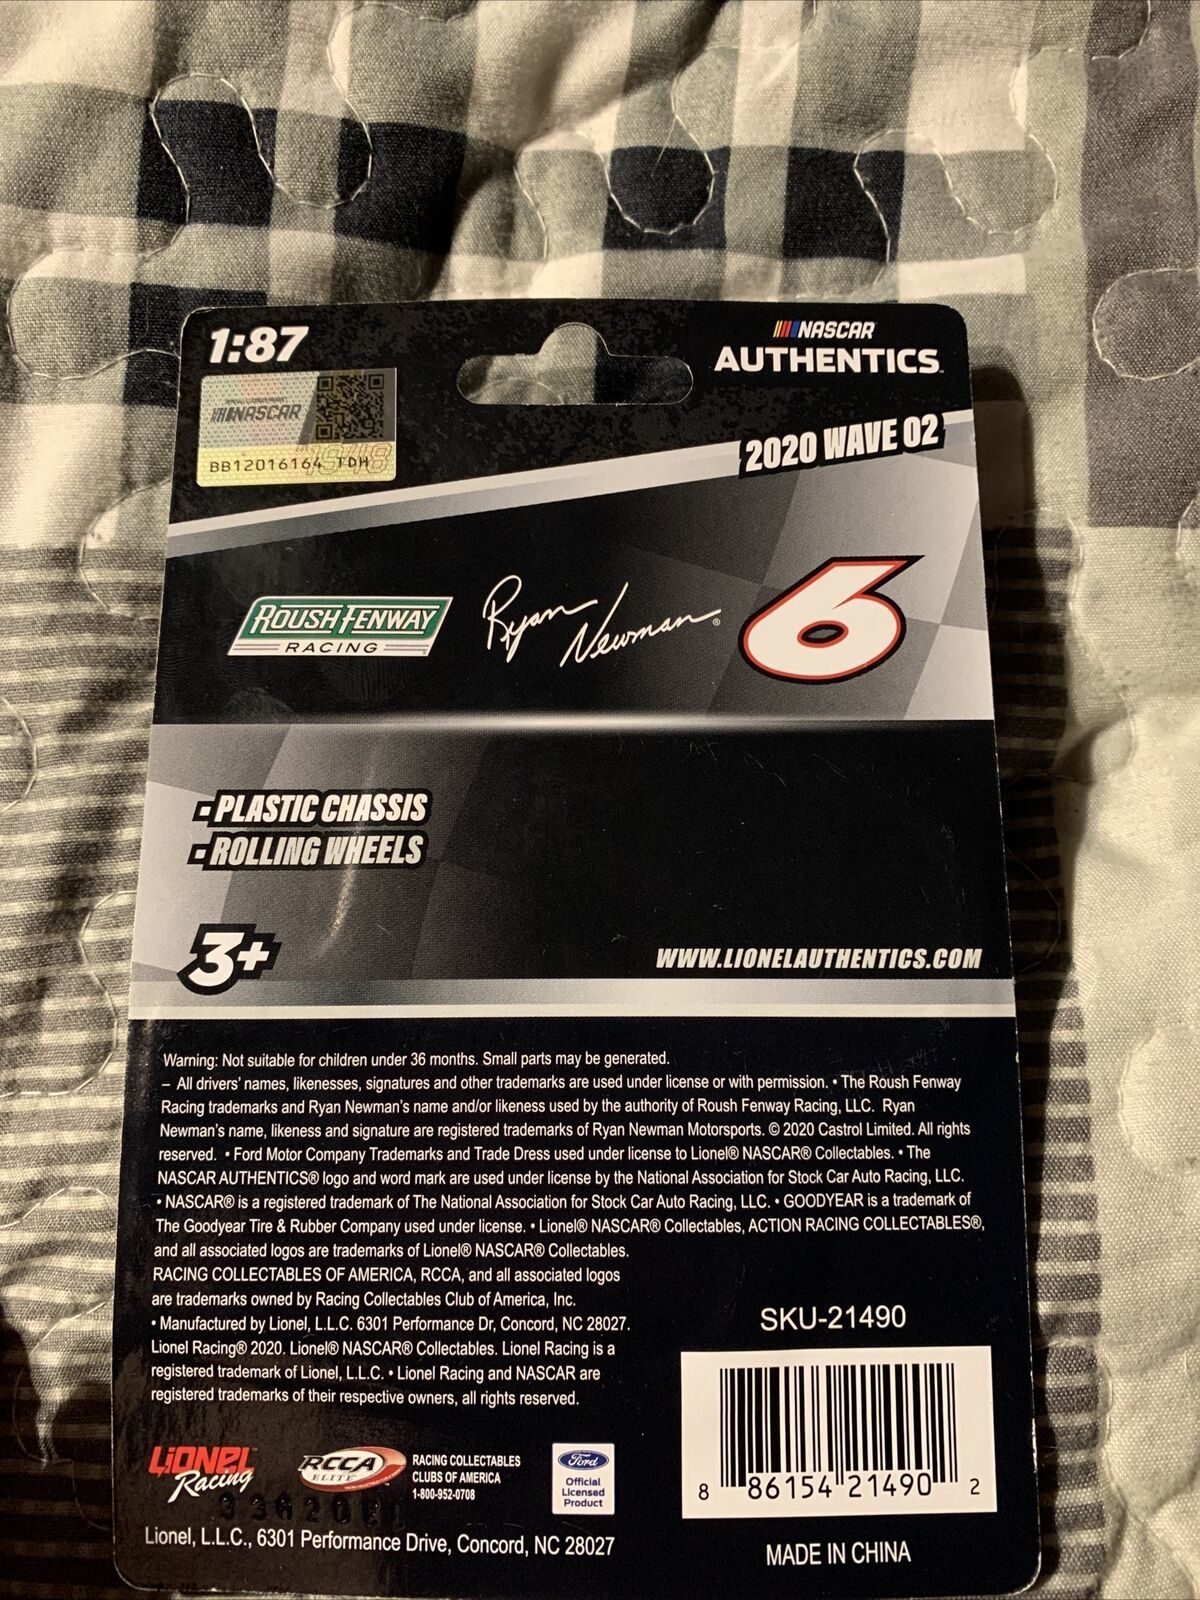 1:87
NASCAR
AUTHENTICS
NASCAR
BB12016164 TDH
2020 WAVE 02
ROUSH FENWAY
RACING
Ryan Newman®
6
PLASTIC CHASSIS
ROLLING WHEELS
3+
WWW.LIONELAUTHENTICS.COM
Warning: Not suitable for children under 36 months. Small parts may be generated.
– All drivers' names, likenesses, signatures and other trademarks are used under license or with permission. • The Roush Fenway
Racing trademarks and Ryan Newman's name and/or likeness used by the authority of Roush Fenway Racing, LLC. Ryan
Newman's name, likeness and signature are registered trademarks of Ryan Newman Motorsports. © 2020 Castrol Limited. All rights
reserved. • Ford Motor Company Trademarks and Trade Dress used under license to Lionel® NASCAR® Collectables. • The
NASCAR AUTHENTICS® logo and word mark are used under license by the National Association for Stock Car Auto Racing, LLC.
• NASCAR® is a registered trademark of The National Association for Stock Car Auto Racing, LLC. • GOODYEAR is a trademark of
The Goodyear Tire & Rubber Company used under license. • Lionel® NASCAR® Collectables, ACTION RACING COLLECTABLES®,
and all associated logos are trademarks of Lionel® NASCAR® Collectables.
RACING COLLECTABLES OF AMERICA, RCCA, and all associated logos
are trademarks owned by Racing Collectables Club of America, Inc.
• Manufactured by Lionel, L.L.C. 6301 Performance Dr, Concord, NC 28027.
Lionel Racing® 2020. Lionel® NASCAR® Collectables. Lionel Racing is a
registered trademark of Lionel, L.L.C. • Lionel Racing and NASCAR are
registered trademarks of their respective owners, all rights reserved.
SKU-21490
8 86154 21490 2
LIONEL
Racing
RCCA
ELITE
RACING COLLECTABLES
CLUBS OF AMERICA
1-800-952-0708
Ford
Official
Licensed
Product
Lionel, L.L.C., 6301 Performance Drive, Concord, NC 28027
MADE IN CHINA